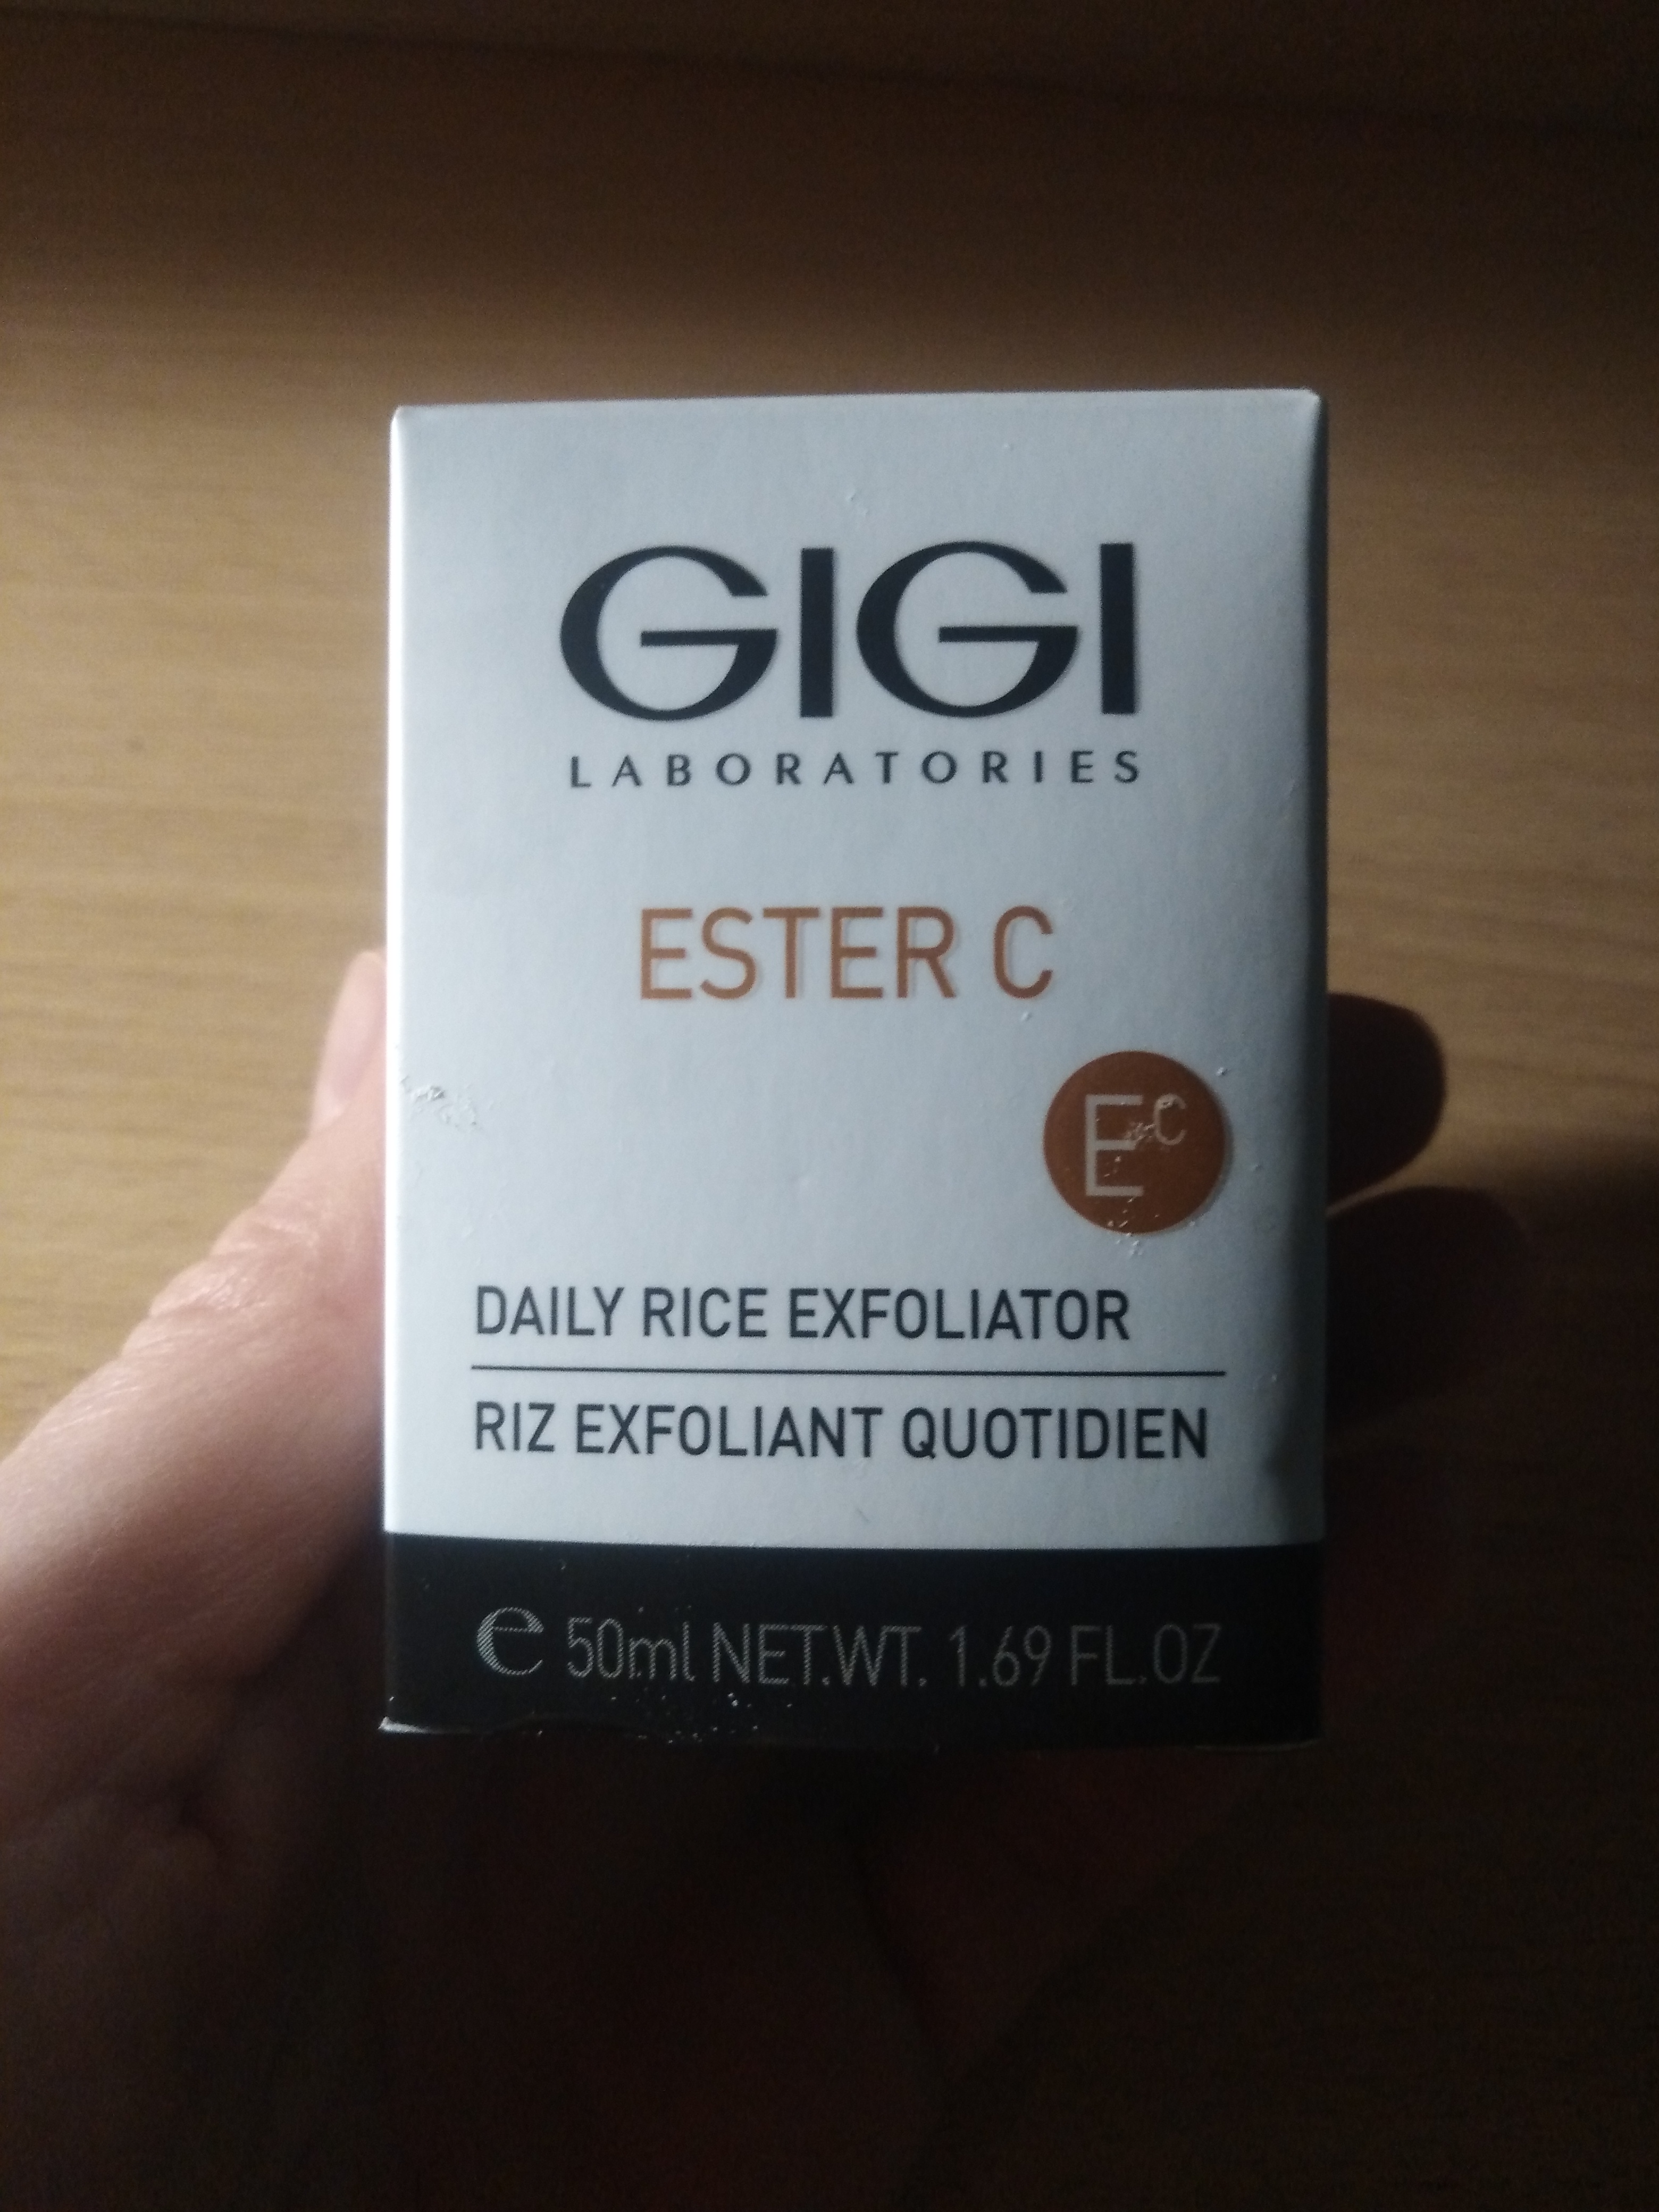 GIGI
LABORATORIES
ESTER C
EC
DAILY RICE EXFOLIATOR
RIZ EXFOLIANT QUOTIDIEN
e 50ml NET.WT. 1.69 FL.OZ